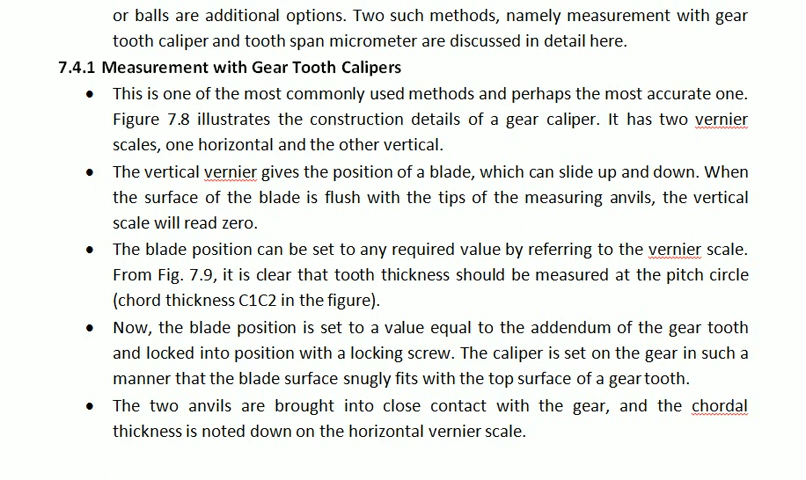 or balls are additional options. Two such methods, namely measurement with gear
tooth caliper and tooth span micrometer are discussed in detail here.
7.4.1 Measurement with Gear Tooth Calipers
• This is one of the most commonly used methods and perhaps the most accurate one.
Figure 7.8 illustrates the construction details of a gear caliper. It has two vernier
scales, one horizontal and the other vertical.
• The vertical vernier gives the position of a blade, which can slide up and down. When
the surface of the blade is flush with the tips of the measuring anvils, the vertical
scale will read zero.
• The blade position can be set to any required value by referring to the vernier scale.
From Fig. 7.9, it is clear that tooth thickness should be measured at the pitch circle
(chord thickness C1C2 in the figure).
• Now, the blade position is set to a value equal to the addendum of the gear tooth
and locked into position with a locking screw. The caliper is set on the gear in such a
manner that the blade surface snugly fits with the top surface of a gear tooth.
• The two anvils are brought into close contact with the gear, and the chordal
thickness is noted down on the horizontal vernier scale.